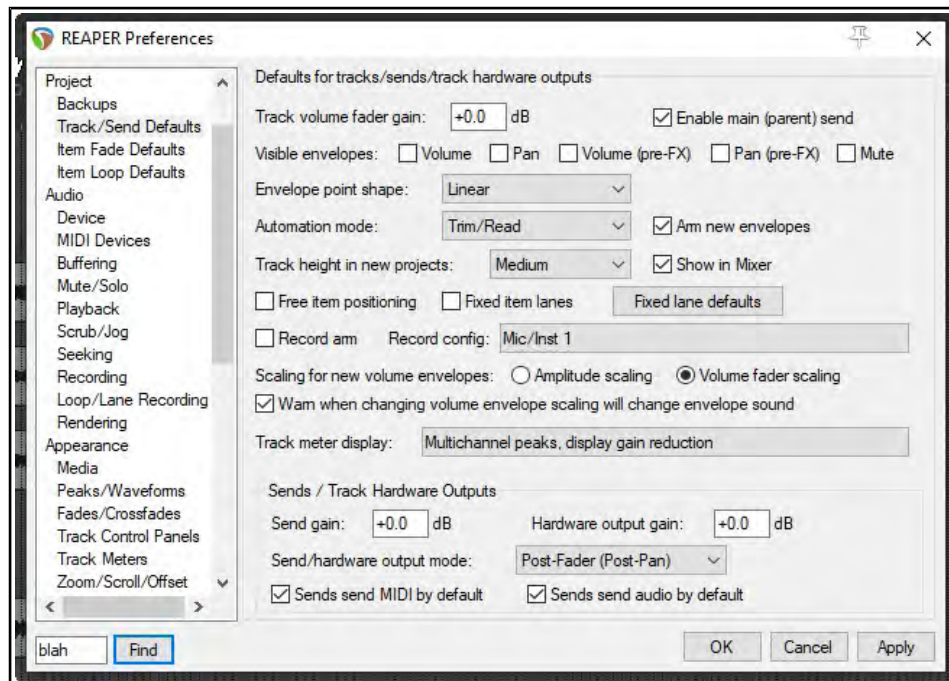 REAPER Preferences
Project
Backups
Track/Send Defaults
Item Fade Defaults
Item Loop Defaults
Audio
Device
MIDI Devices
Buffering
Mute/Solo
Playback
Scrub/Jog
Seeking
Recording
Loop/Lane Recording
Rendering
Appearance
Media
Peaks/Waveforms
Fades/Crossfades
Track Control Panels
Track Meters
Zoom/Scroll/Offset
blah Find
Defaults for tracks/sends/track hardware outputs
Track volume fader gain: +0.0 dB Enable main (parent) send
Visible envelopes: Volume Pan Volume (pre-FX) Pan (pre-FX) Mute
Envelope point shape: Linear
Automation mode: Trim/Read Arm new envelopes
Track height in new projects: Medium Show in Mixer
Free item positioning Fixed item lanes Fixed lane defaults
Record arm Record config: Mic/Inst 1
Scaling for new volume envelopes: Amplitude scaling Volume fader scaling
Warn when changing volume envelope scaling will change envelope sound
Track meter display: Multichannel peaks, display gain reduction
Sends / Track Hardware Outputs
Send gain: +0.0 dB Hardware output gain: +0.0 dB
Send/hardware output mode: Post-Fader (Post-Pan)
Sends send MIDI by default Sends send audio by default
OK Cancel Apply